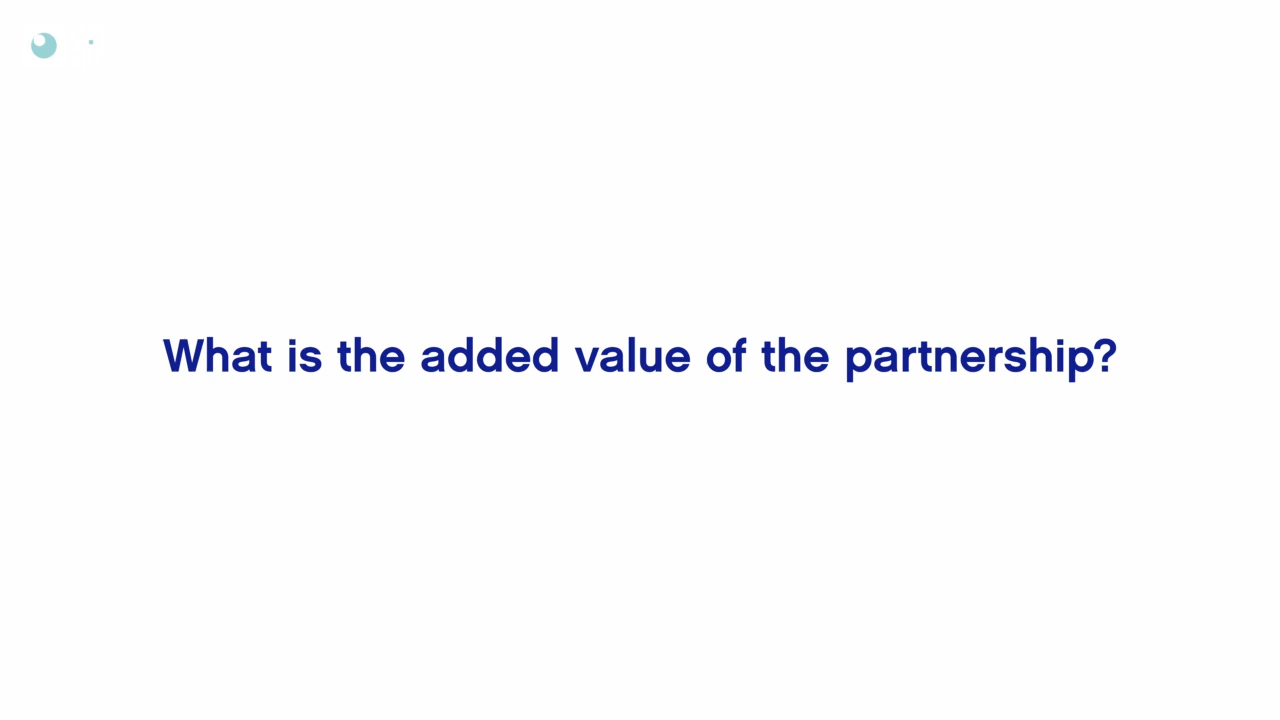 What is the added value of the partnership?